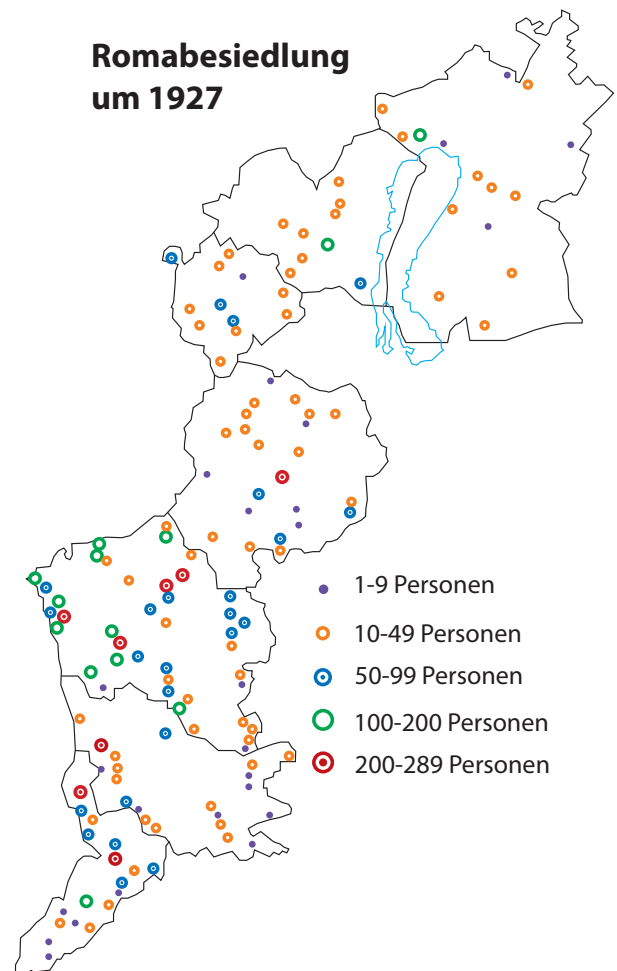 Romabesiedlung
um 1927
1-9 Personen
10-49 Personen
50-99 Personen
100-200 Personen
200-289 Personen